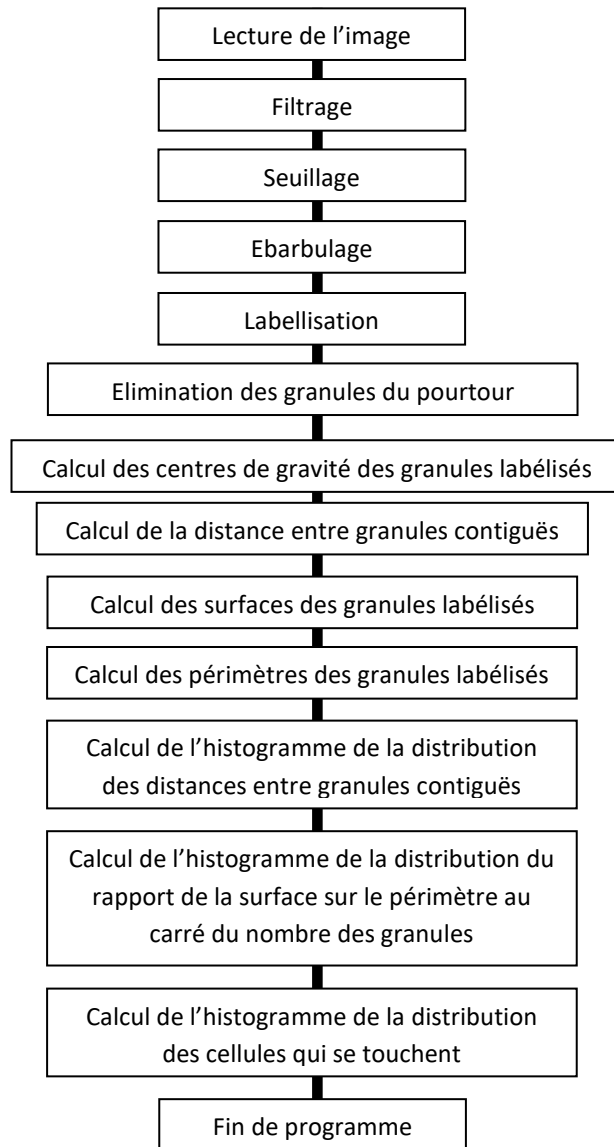 Lecture de l’image
Filtrage
Seuillage
Ebarbulage
Labellisation
Elimination des granules du pourtour
Calcul des centres de gravité des granules labélisés
Calcul de la distance entre granules contiguës
Calcul des surfaces des granules labélisés
Calcul des périmètres des granules labélisés
Calcul de l’histogramme de la distribution
des distances entre granules contiguës
Calcul de l’histogramme de la distribution du
rapport de la surface sur le périmètre au
carré du nombre des granules
Calcul de l’histogramme de la distribution
des cellules qui se touchent
Fin de programme